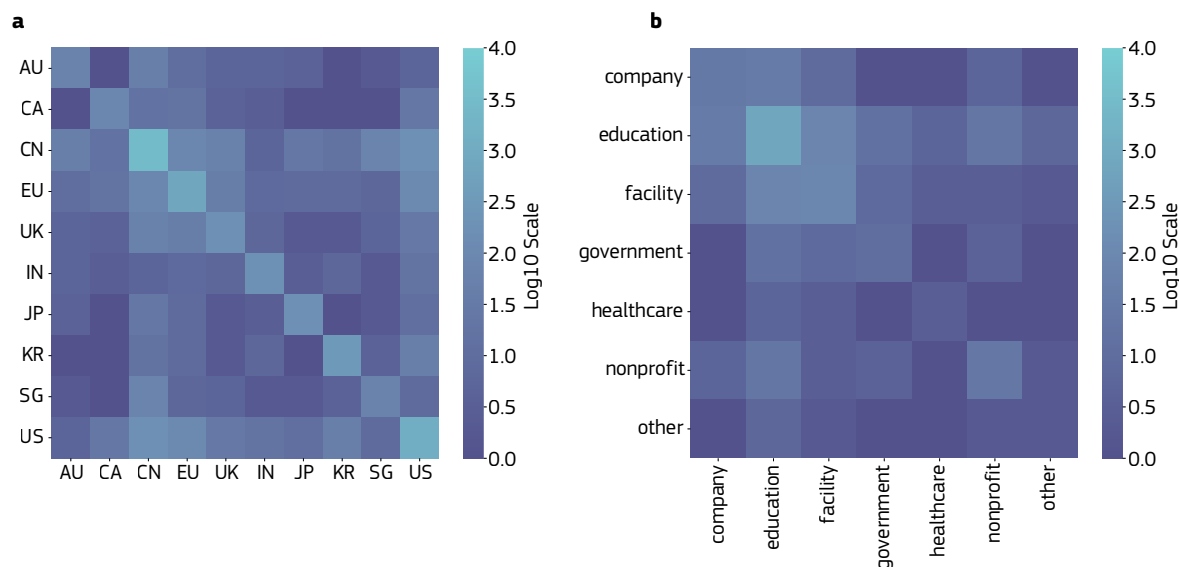 a
AU
CA
CN
EU
UK
IN
JP
KR
SG
US
AU CA CN EU UK IN JP KR SG US
4.0
3.5
3.0
2.5
2.0
1.5
1.0
0.5
0.0
Log10 Scale
b
company
education
facility
government
healthcare
nonprofit
other
company
education
facility
government
healthcare
nonprofit
other
4.0
3.5
3.0
2.5
2.0
1.5
1.0
0.5
0.0
Log10 Scale